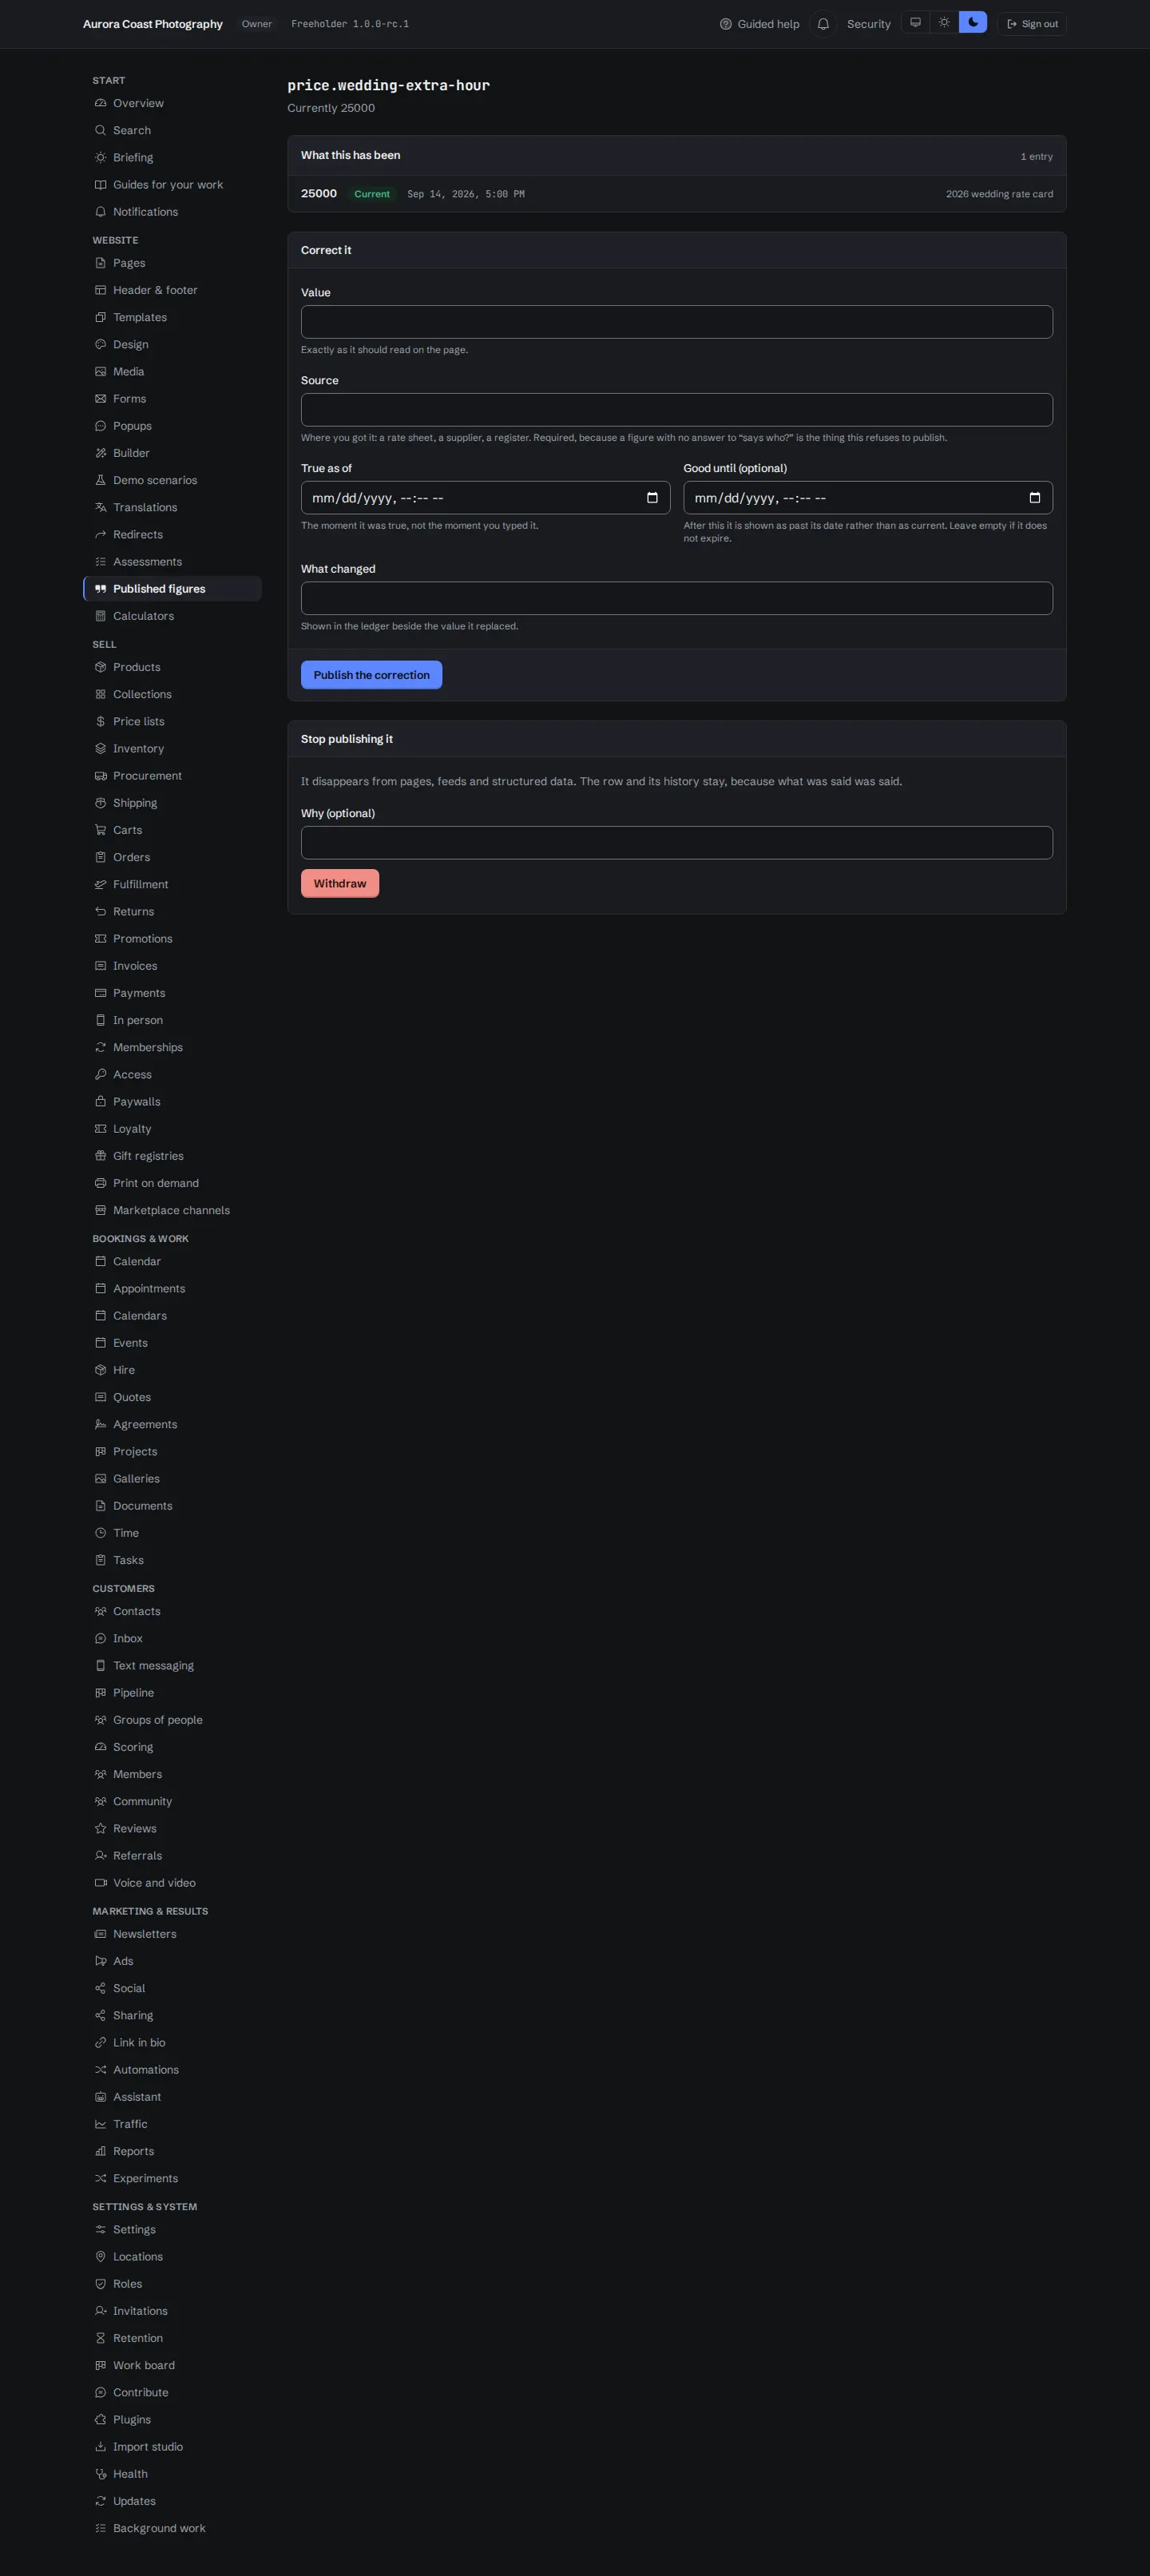 Aurora Coast Photography Owner Freeholder 1.0.0-rc.1 Guided help Security Sign out
START
Overview
Search
Briefing
Guides for your work
Notifications
WEBSITE
Pages
Header & footer
Templates
Design
Media
Forms
Popups
Builder
Demo scenarios
Translations
Redirects
Assessments
Published figures
Calculators
SELL
Products
Collections
Price lists
Inventory
Procurement
Shipping
Carts
Orders
Fulfillment
Returns
Promotions
Invoices
Payments
In person
Memberships
Access
Paywalls
Loyalty
Gift registries
Print on demand
Marketplace channels
BOOKINGS & WORK
Calendar
Appointments
Calendars
Events
Hire
Quotes
Agreements
Projects
Galleries
Documents
Time
Tasks
CUSTOMERS
Contacts
Inbox
Text messaging
Pipeline
Groups of people
Scoring
Members
Community
Reviews
Referrals
Voice and video
MARKETING & RESULTS
Newsletters
Ads
Social
Sharing
Link in bio
Automations
Assistant
Traffic
Reports
Experiments
SETTINGS & SYSTEM
Settings
Locations
Roles
Invitations
Retention
Work board
Contribute
Plugins
Import studio
Health
Updates
Background work
price.wedding-extra-hour
Currently 25000
What this has been 1 entry
25000 Current Sep 14, 2026, 5:00 PM 2026 wedding rate card
Correct it
Value
Exactly as it should read on the page.
Source
Where you got it: a rate sheet, a supplier, a register. Required, because a figure with no answer to “says who?” is the thing this refuses to publish.
True as of Good until (optional)
mm/dd/yyyy, --:-- -- mm/dd/yyyy, --:-- --
The moment it was true, not the moment you typed it. After this it is shown as past its date rather than as current. Leave empty if it does
not expire.
What changed
Shown in the ledger beside the value it replaced.
Publish the correction
Stop publishing it
It disappears from pages, feeds and structured data. The row and its history stay, because what was said was said.
Why (optional)
Withdraw